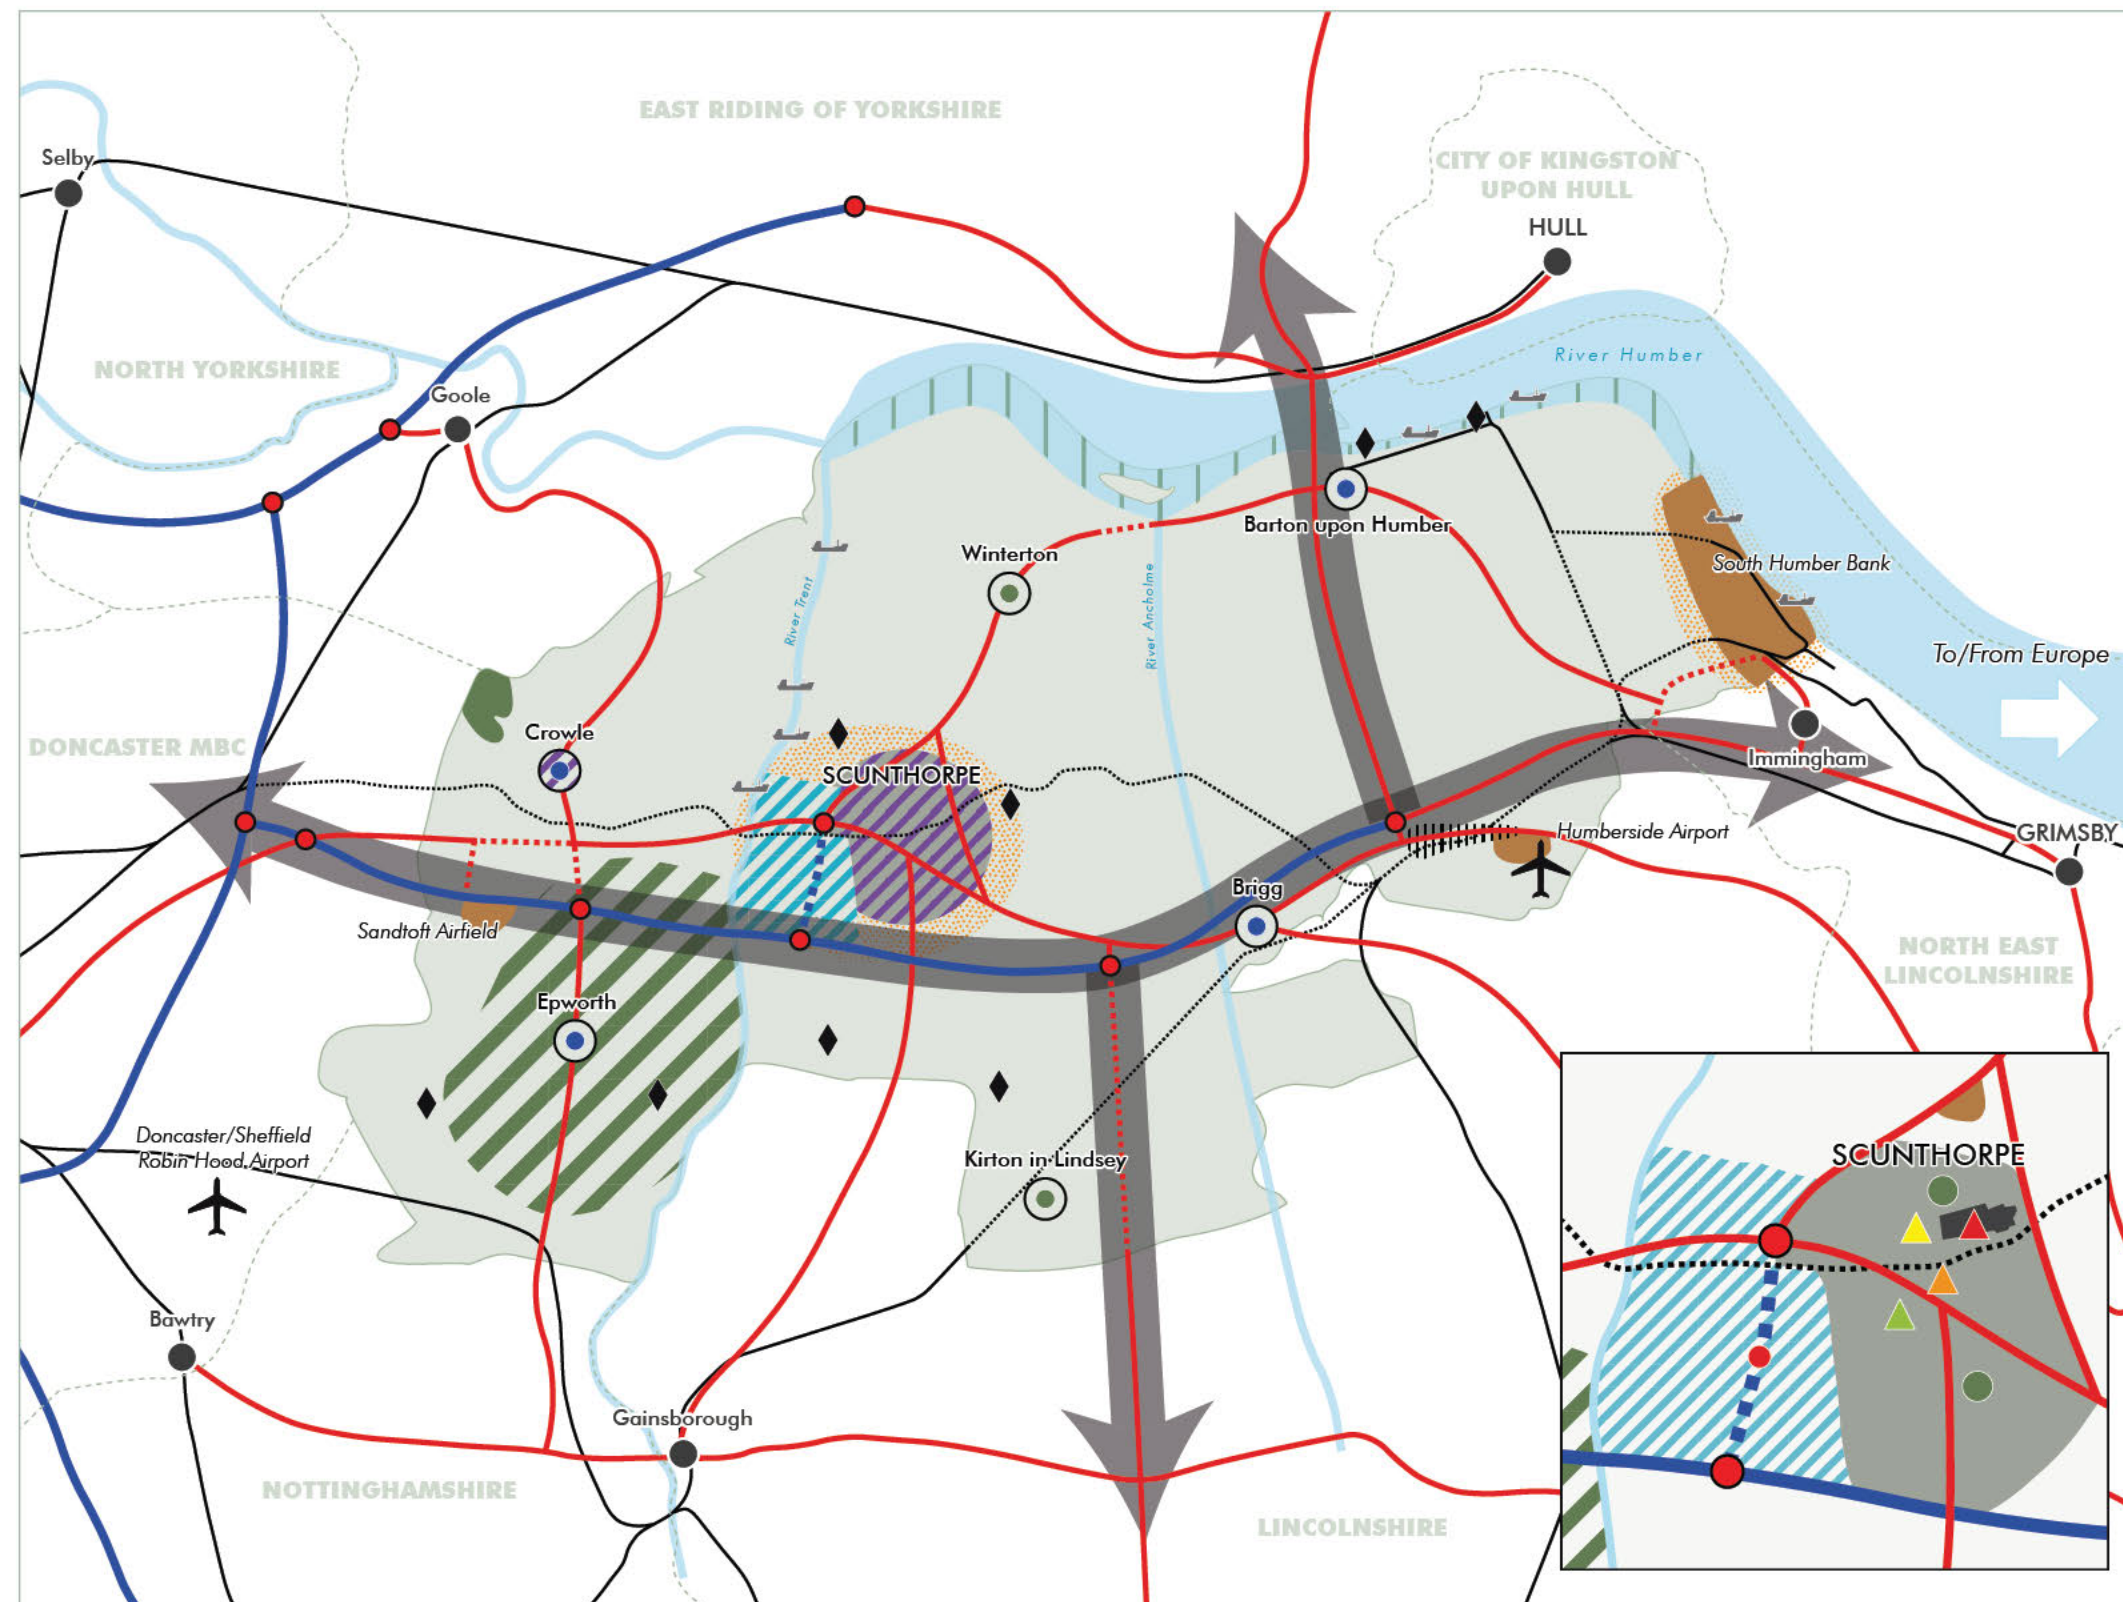 EAST RIDING OF YORKSHIRE
CITY OF KINGSTON
UPON HULL
Selby
HULL
River Humber
NORTH YORKSHIRE
Goole
Barton upon Humber
Winterton
South Humber Bank
River Trent
River Ancholme
To/From Europe
Crowle
DONCASTER MBC
SCUNTHORPE
Immingham
Humberside Airport
GRIMSBY
Brigg
Sandtoft Airfield
NORTH EAST
LINCOLNSHIRE
Epworth
Doncaster/Sheffield
Robin Hood Airport
Kirton in Lindsey
SCUNTHORPE
Bawtry
Gainsborough
NOTTINGHAMSHIRE
LINCOLNSHIRE